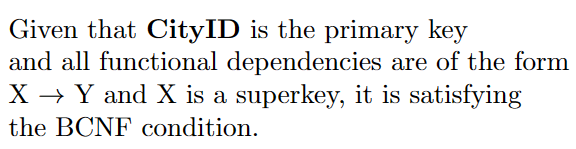 Given that CityID is the primary key
and all functional dependencies are of the form
X → Y and X is a superkey, it is satisfying
the BCNF condition.